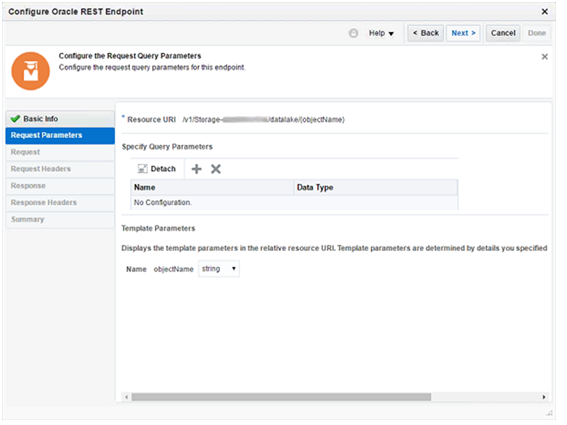 Configure Oracle REST Endpoint
Help
< Back Next > Cancel Done
Configure the Request Query Parameters
Configure the request query parameters for this endpoint.
Basic Info
Request Parameters
Request
Request Headers
Response
Response Headers
Summary
* Resource URI /v1/Storage- /datalake/{objectName}
Specify Query Parameters
Detach
Name Data Type
No Configuration.
Template Parameters
Displays the template parameters in the relative resource URI. Template parameters are determined by details you specified
Name objectName string